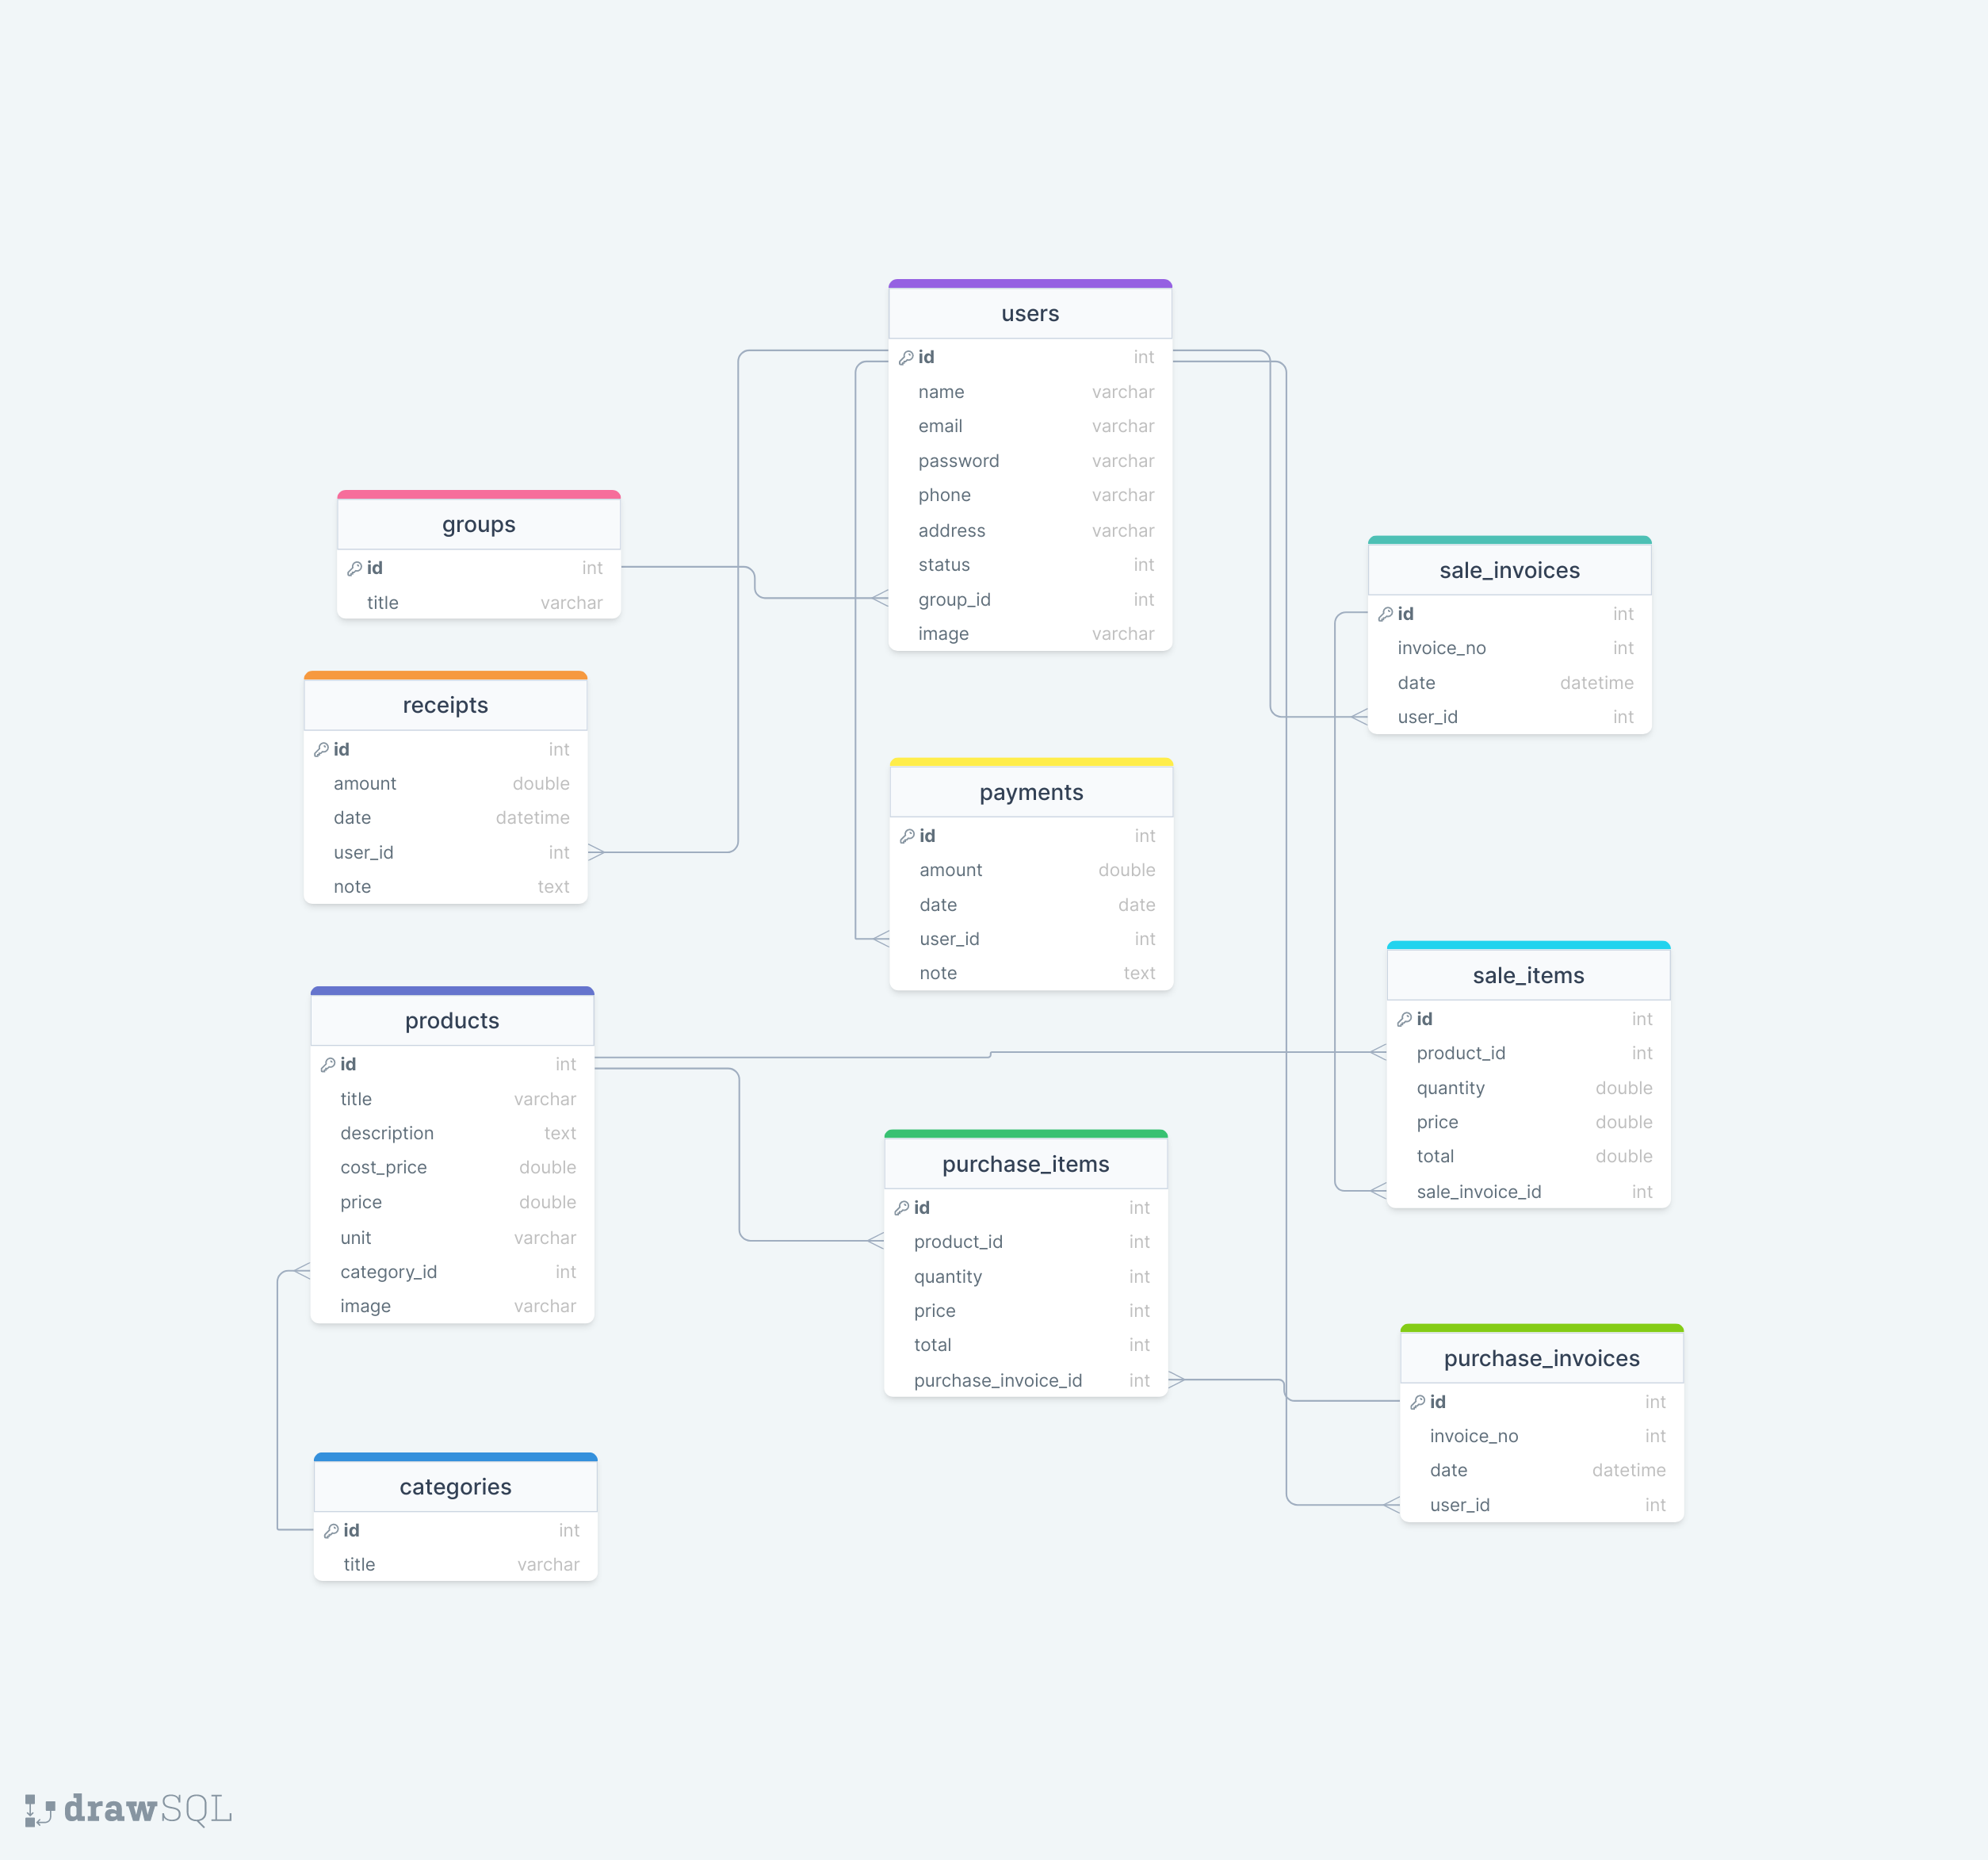 users
id int
name varchar
email varchar
password varchar
phone varchar
address varchar
status int
group_id int
image varchar
groups
id int
title varchar
sale_invoices
id int
invoice_no int
date datetime
user_id int
receipts
id int
amount double
date datetime
user_id int
note text
payments
id int
amount double
date date
user_id int
note text
sale_items
id int
product_id int
quantity double
price double
total double
sale_invoice_id int
products
id int
title varchar
description text
cost_price double
price double
unit varchar
category_id int
image varchar
purchase_items
id int
product_id int
quantity int
price int
total int
purchase_invoice_id int
purchase_invoices
id int
invoice_no int
date datetime
user_id int
categories
id int
title varchar
drawSQL